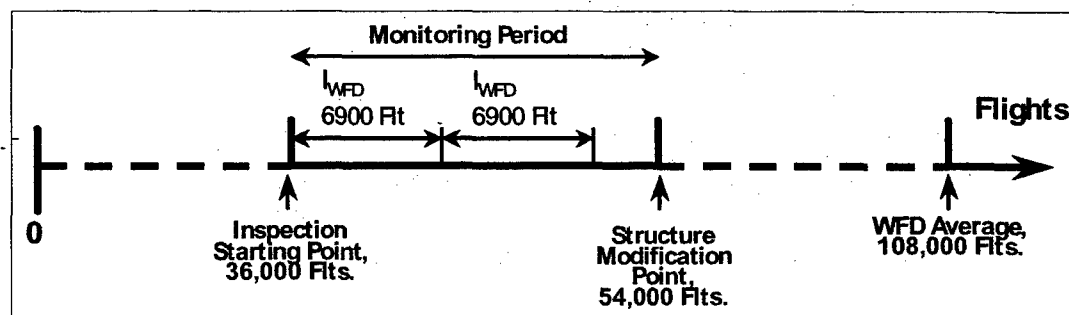 Monitoring Period
I WFD
6900 Flt
I WFD
6900 Flt
Flights
0
Inspection
Starting Point,
36,000 Flts.
Structure
Modification
Point,
54,000 Flts.
WFD Average,
108,000 Flts.